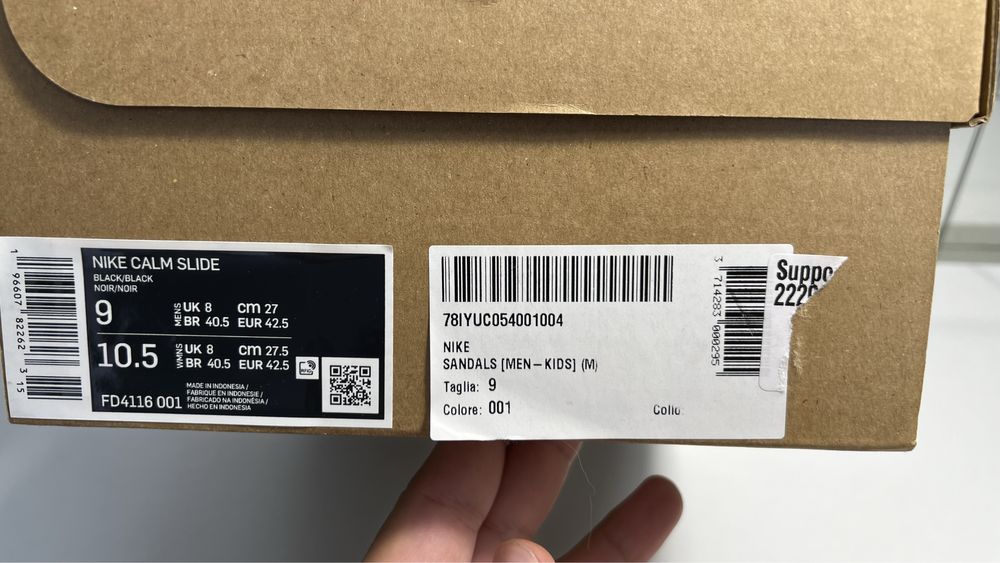 NIKE CALM SLIDE
BLACK/BLACK
NOIR/NOIR
9 MENS UK 8 cm 27
BR 40.5 EUR 42.5
10.5 WMNS UK 8 cm 27.5
BR 40.5 EUR 42.5
MADE IN INDONESIA /
FABRIQUE EN INDONESIE /
FABRICADO NA INDONÉSIA /
HECHO EN INDONESIA
FD4116 001
1 96607 82262 3 15
78IYUC054001004
NIKE
SANDALS [MEN-KIDS] (M)
Taglia: 9
Colore: 001 Collo:
3 714283 000295
Suppo
222